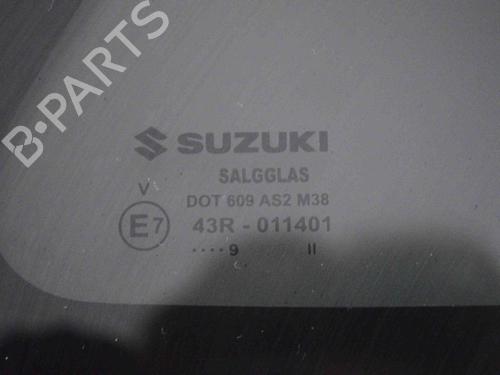 B-PARTS
SUZUKI
SALGGLAS
DOT 609 AS2 M38
V
E7 43R - 011401
....9 II